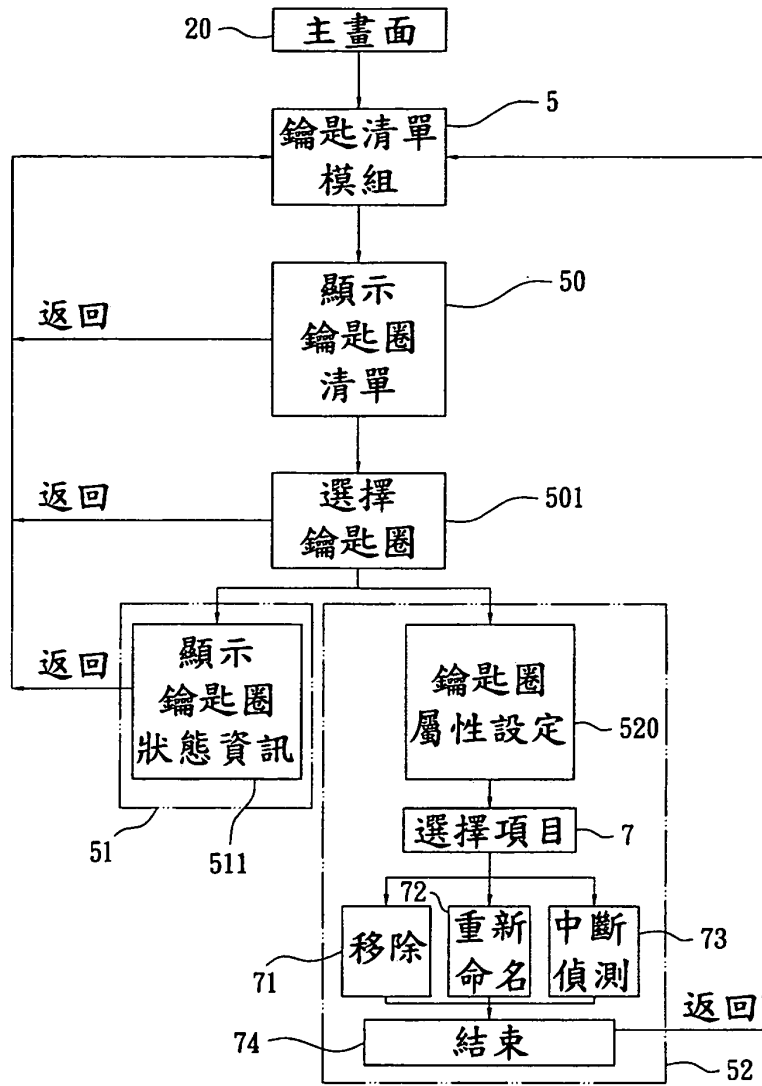 20
主畫面
5
鑰匙清單
模組
50
顯示
鑰匙圈
清單
返回
501
選擇
鑰匙圈
返回
顯示
鑰匙圈
狀態資訊
返回
51
511
鑰匙圈
屬性設定
520
選擇項目
7
72
移除
71
重新
命名
中斷
偵測
73
返回
結束
74
52